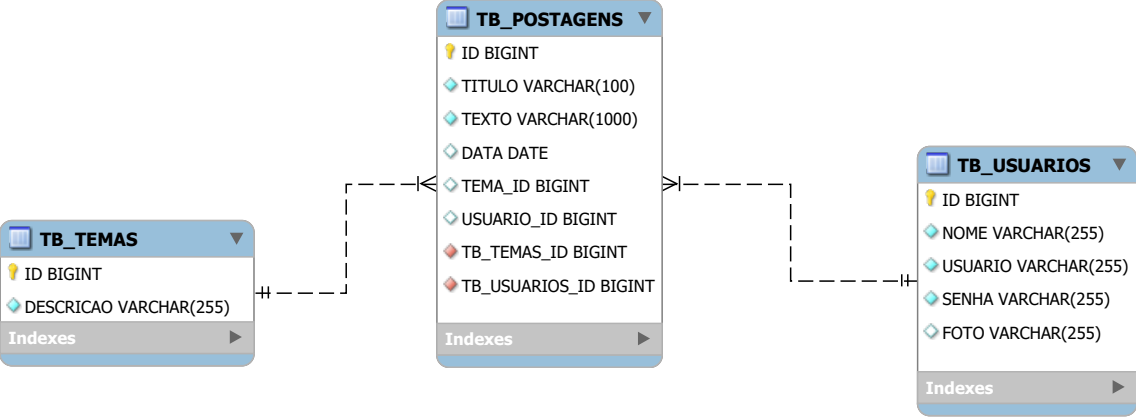 TB_POSTAGENS
ID BIGINT
TITULO VARCHAR(100)
TEXTO VARCHAR(1000)
DATA DATE
TEMA_ID BIGINT
USUARIO_ID BIGINT
TB_TEMAS_ID BIGINT
TB_USUARIOS_ID BIGINT
Indexes
TB_TEMAS
ID BIGINT
DESCRICAO VARCHAR(255)
Indexes
TB_USUARIOS
ID BIGINT
NOME VARCHAR(255)
USUARIO VARCHAR(255)
SENHA VARCHAR(255)
FOTO VARCHAR(255)
Indexes